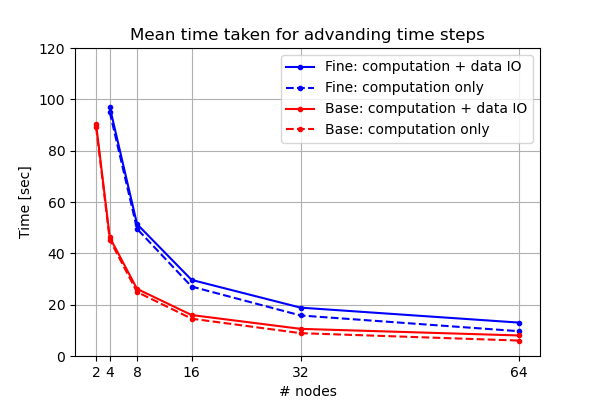 Mean time taken for advanding time steps
Fine: computation + data IO
Fine: computation only
Base: computation + data IO
Base: computation only
Time [sec]
120
100
80
60
40
20
0
2 4 8 16 32 64
# nodes